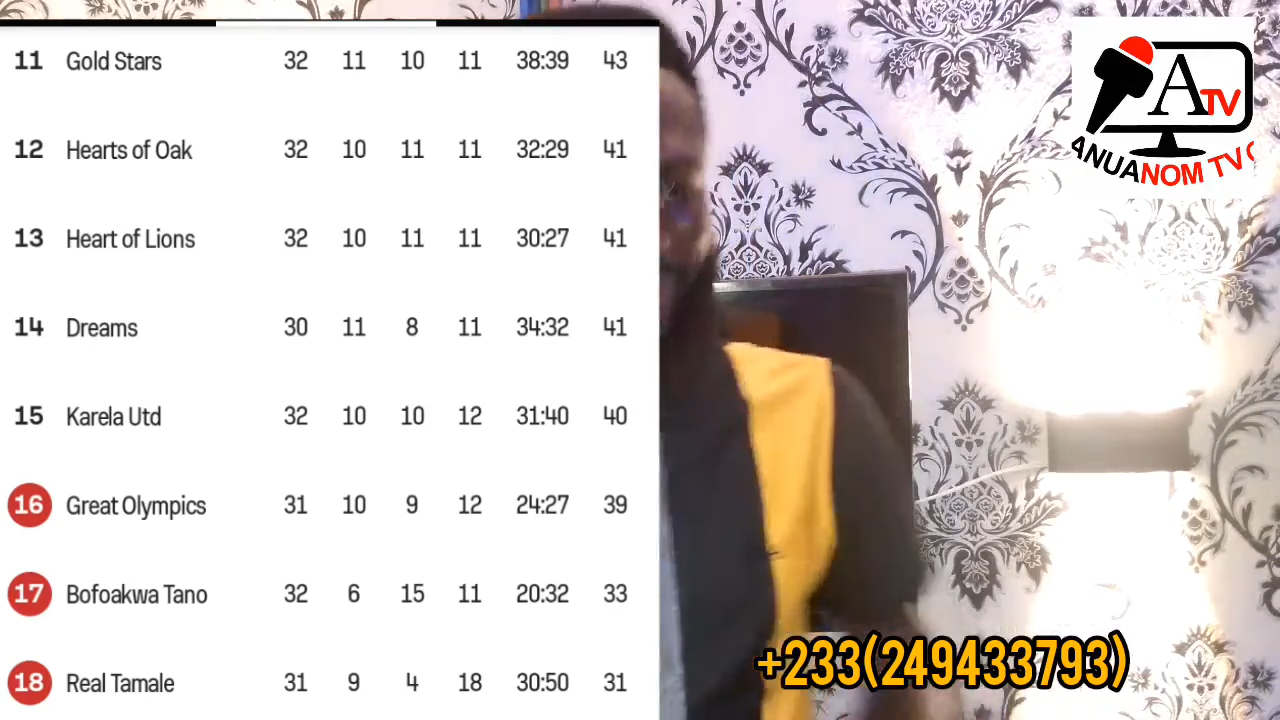 11 Gold Stars 32 11 10 11 38:39 43
12 Hearts of Oak 32 10 11 11 32:29 41
13 Heart of Lions 32 10 11 11 30:27 41
14 Dreams 30 11 8 11 34:32 41
15 Karela Utd 32 10 10 12 31:40 40
16 Great Olympics 31 10 9 12 24:27 39
17 Bofoakwa Tano 32 6 15 11 20:32 33
18 Real Tamale 31 9 4 18 30:50 31
ATV
ANUANOM TV
+233(249433793)